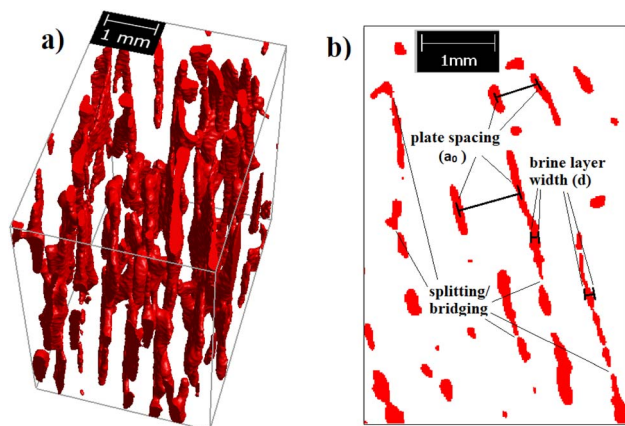 a)
1 mm
b)
1mm
plate spacing
(a₀ )
brine layer
width (d)
splitting/
bridging